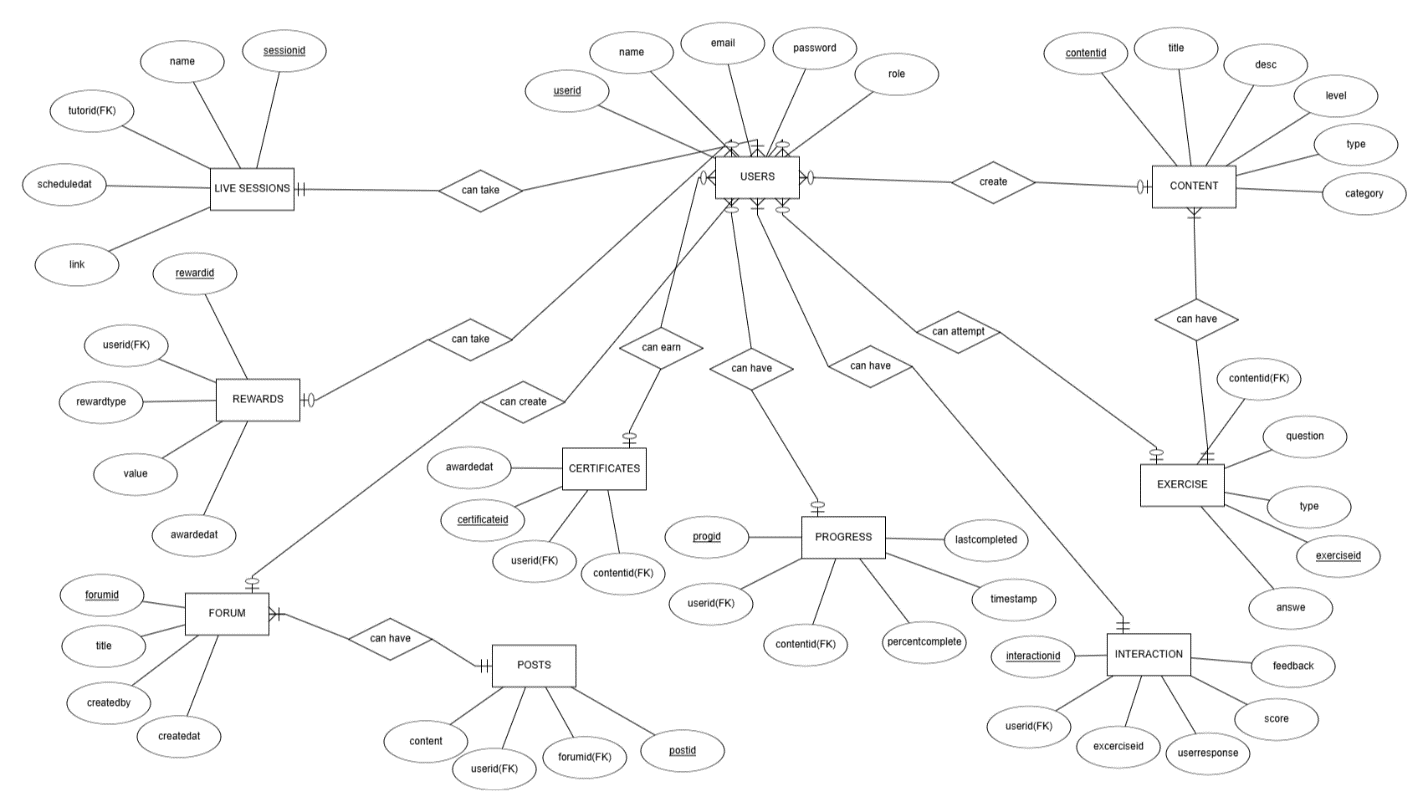 sessionid
name
tutorid(FK)
scheduledat
link
LIVE SESSIONS
can take
userid
name
email
password
role
USERS
create
contentid
title
desc
level
type
category
CONTENT
rewardid
userid(FK)
rewardtype
value
awardedat
REWARDS
can take
can earn
can create
can have
can have
can attempt
can have
contentid(FK)
question
type
exerciseid
answe
EXERCISE
awardedat
certificateid
userid(FK)
contentid(FK)
CERTIFICATES
progid
userid(FK)
contentid(FK)
percentcomplete
timestamp
lastcompleted
PROGRESS
forumid
title
createdby
createdat
FORUM
can have
POSTS
content
userid(FK)
forumid(FK)
postid
interactionid
userid(FK)
excerciseid
userresponse
score
feedback
INTERACTION